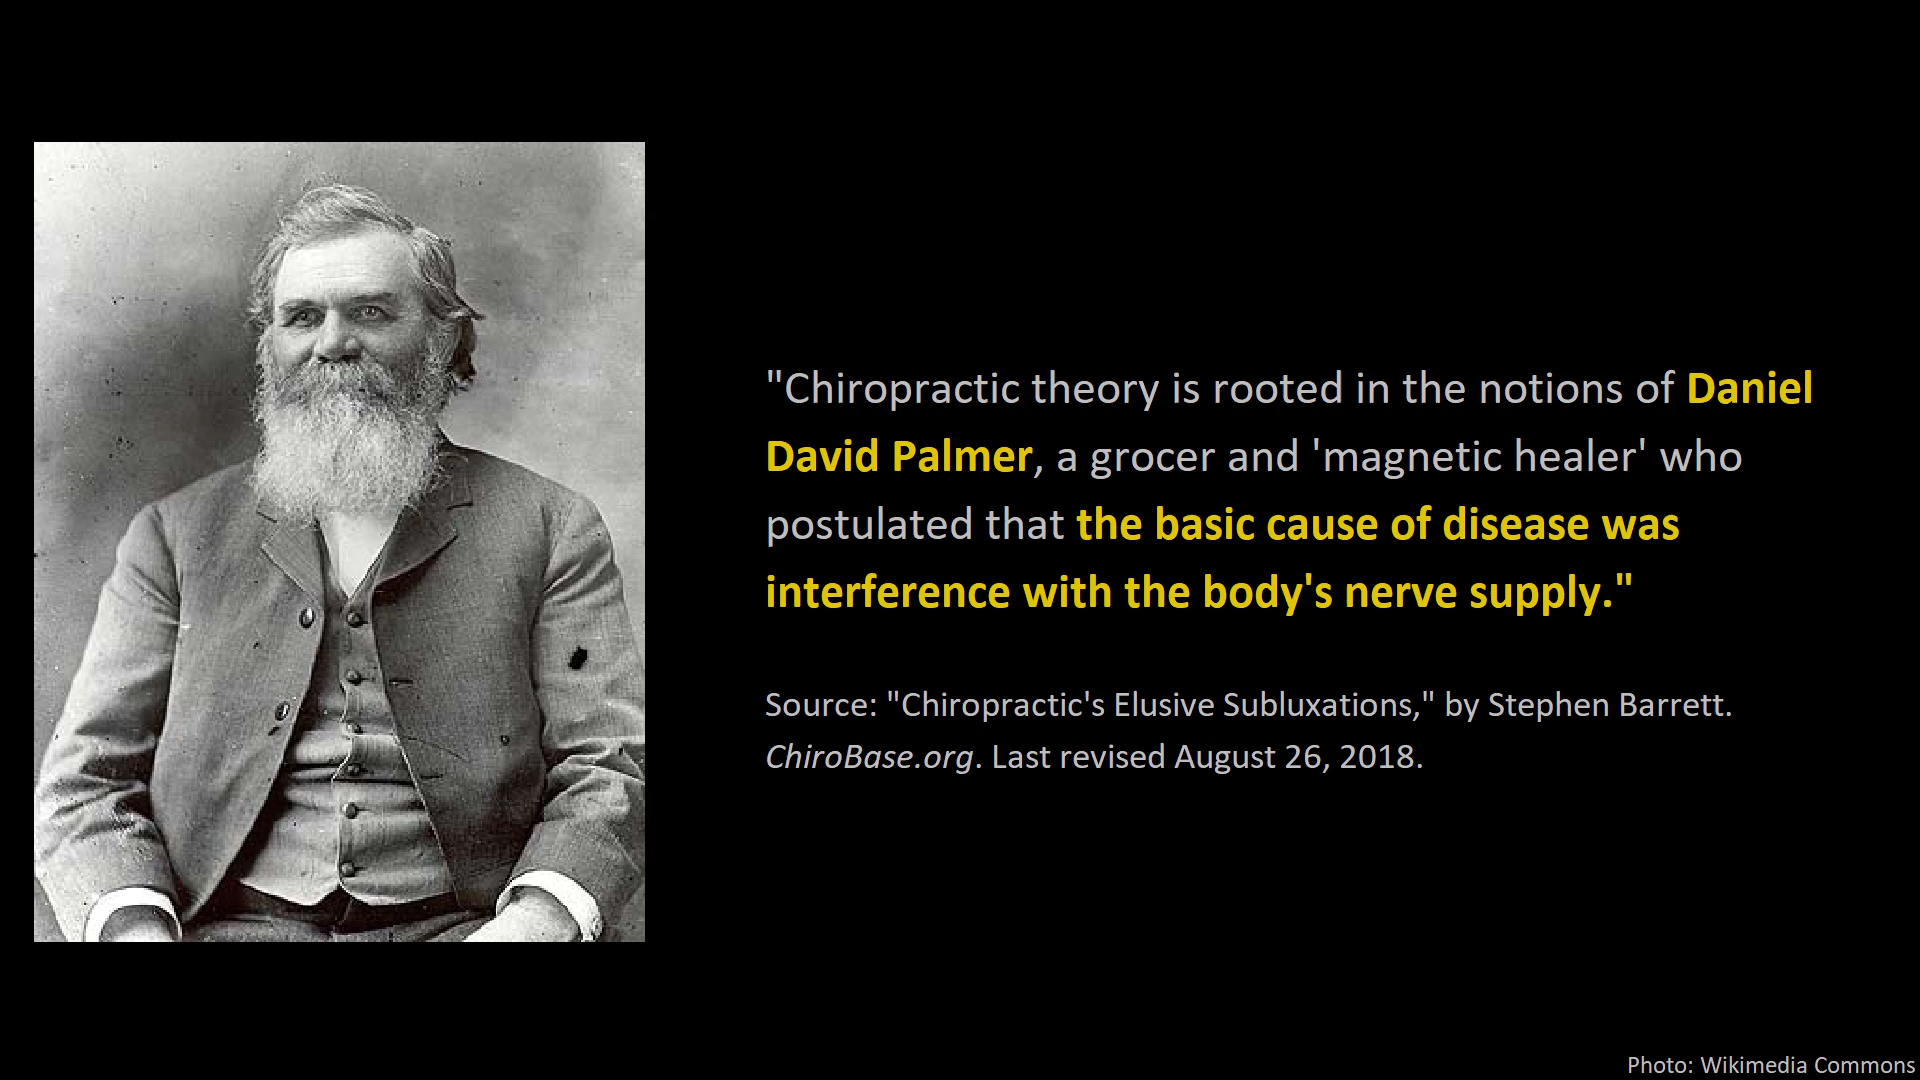 "Chiropractic theory is rooted in the notions of Daniel
David Palmer, a grocer and 'magnetic healer' who
postulated that the basic cause of disease was
interference with the body's nerve supply."
Source: "Chiropractic's Elusive Subluxations," by Stephen Barrett.
ChiroBase.org. Last revised August 26, 2018.
Photo: Wikimedia Commons